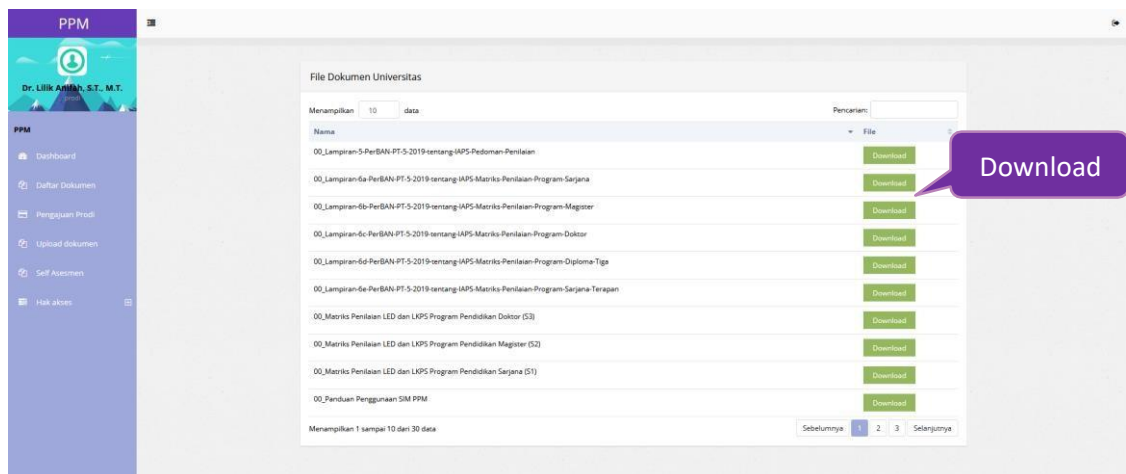 PPM
Dr. Lilik Anifah, S.T., M.T.
prodi
PPM
Dashboard
Daftar Dokumen
Pengajuan Prodi
Upload dokumen
Self Asesmen
Hak akses
File Dokumen Universitas
Menampilkan 10 data Pencarian:
Nama File
00_Lampiran-5-PerBAN-PT-5-2019-tentang-IAPS-Pedoman-Penilaian Download
00_Lampiran-6a-PerBAN-PT-5-2019-tentang-IAPS-Matriks-Penilaian-Program-Sarjana Download
00_Lampiran-6b-PerBAN-PT-5-2019-tentang-IAPS-Matriks-Penilaian-Program-Magister Download
00_Lampiran-6c-PerBAN-PT-5-2019-tentang-IAPS-Matriks-Penilaian-Program-Doktor Download
00_Lampiran-6d-PerBAN-PT-5-2019-tentang-IAPS-Matriks-Penilaian-Program-Diploma-Tiga Download
00_Lampiran-6e-PerBAN-PT-5-2019-tentang-IAPS-Matriks-Penilaian-Program-Sarjana-Terapan Download
00_Matriks Penilaian LED dan LKPS Program Pendidikan Doktor (S3) Download
00_Matriks Penilaian LED dan LKPS Program Pendidikan Magister (S2) Download
00_Matriks Penilaian LED dan LKPS Program Pendidikan Sarjana (S1) Download
00_Panduan Penggunaan SIM PPM Download
Menampilkan 1 sampai 10 dari 30 data Sebelumnya 1 2 3 Selanjutnya
Download